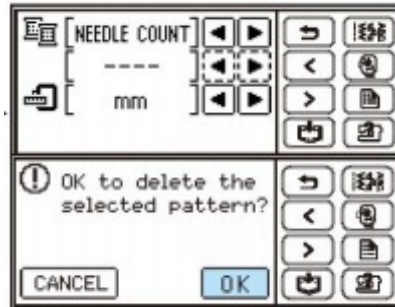 [NEEDLE COUNT]
[ ---- ]
[ mm ]
OK to delete the
selected pattern?
CANCEL
OK